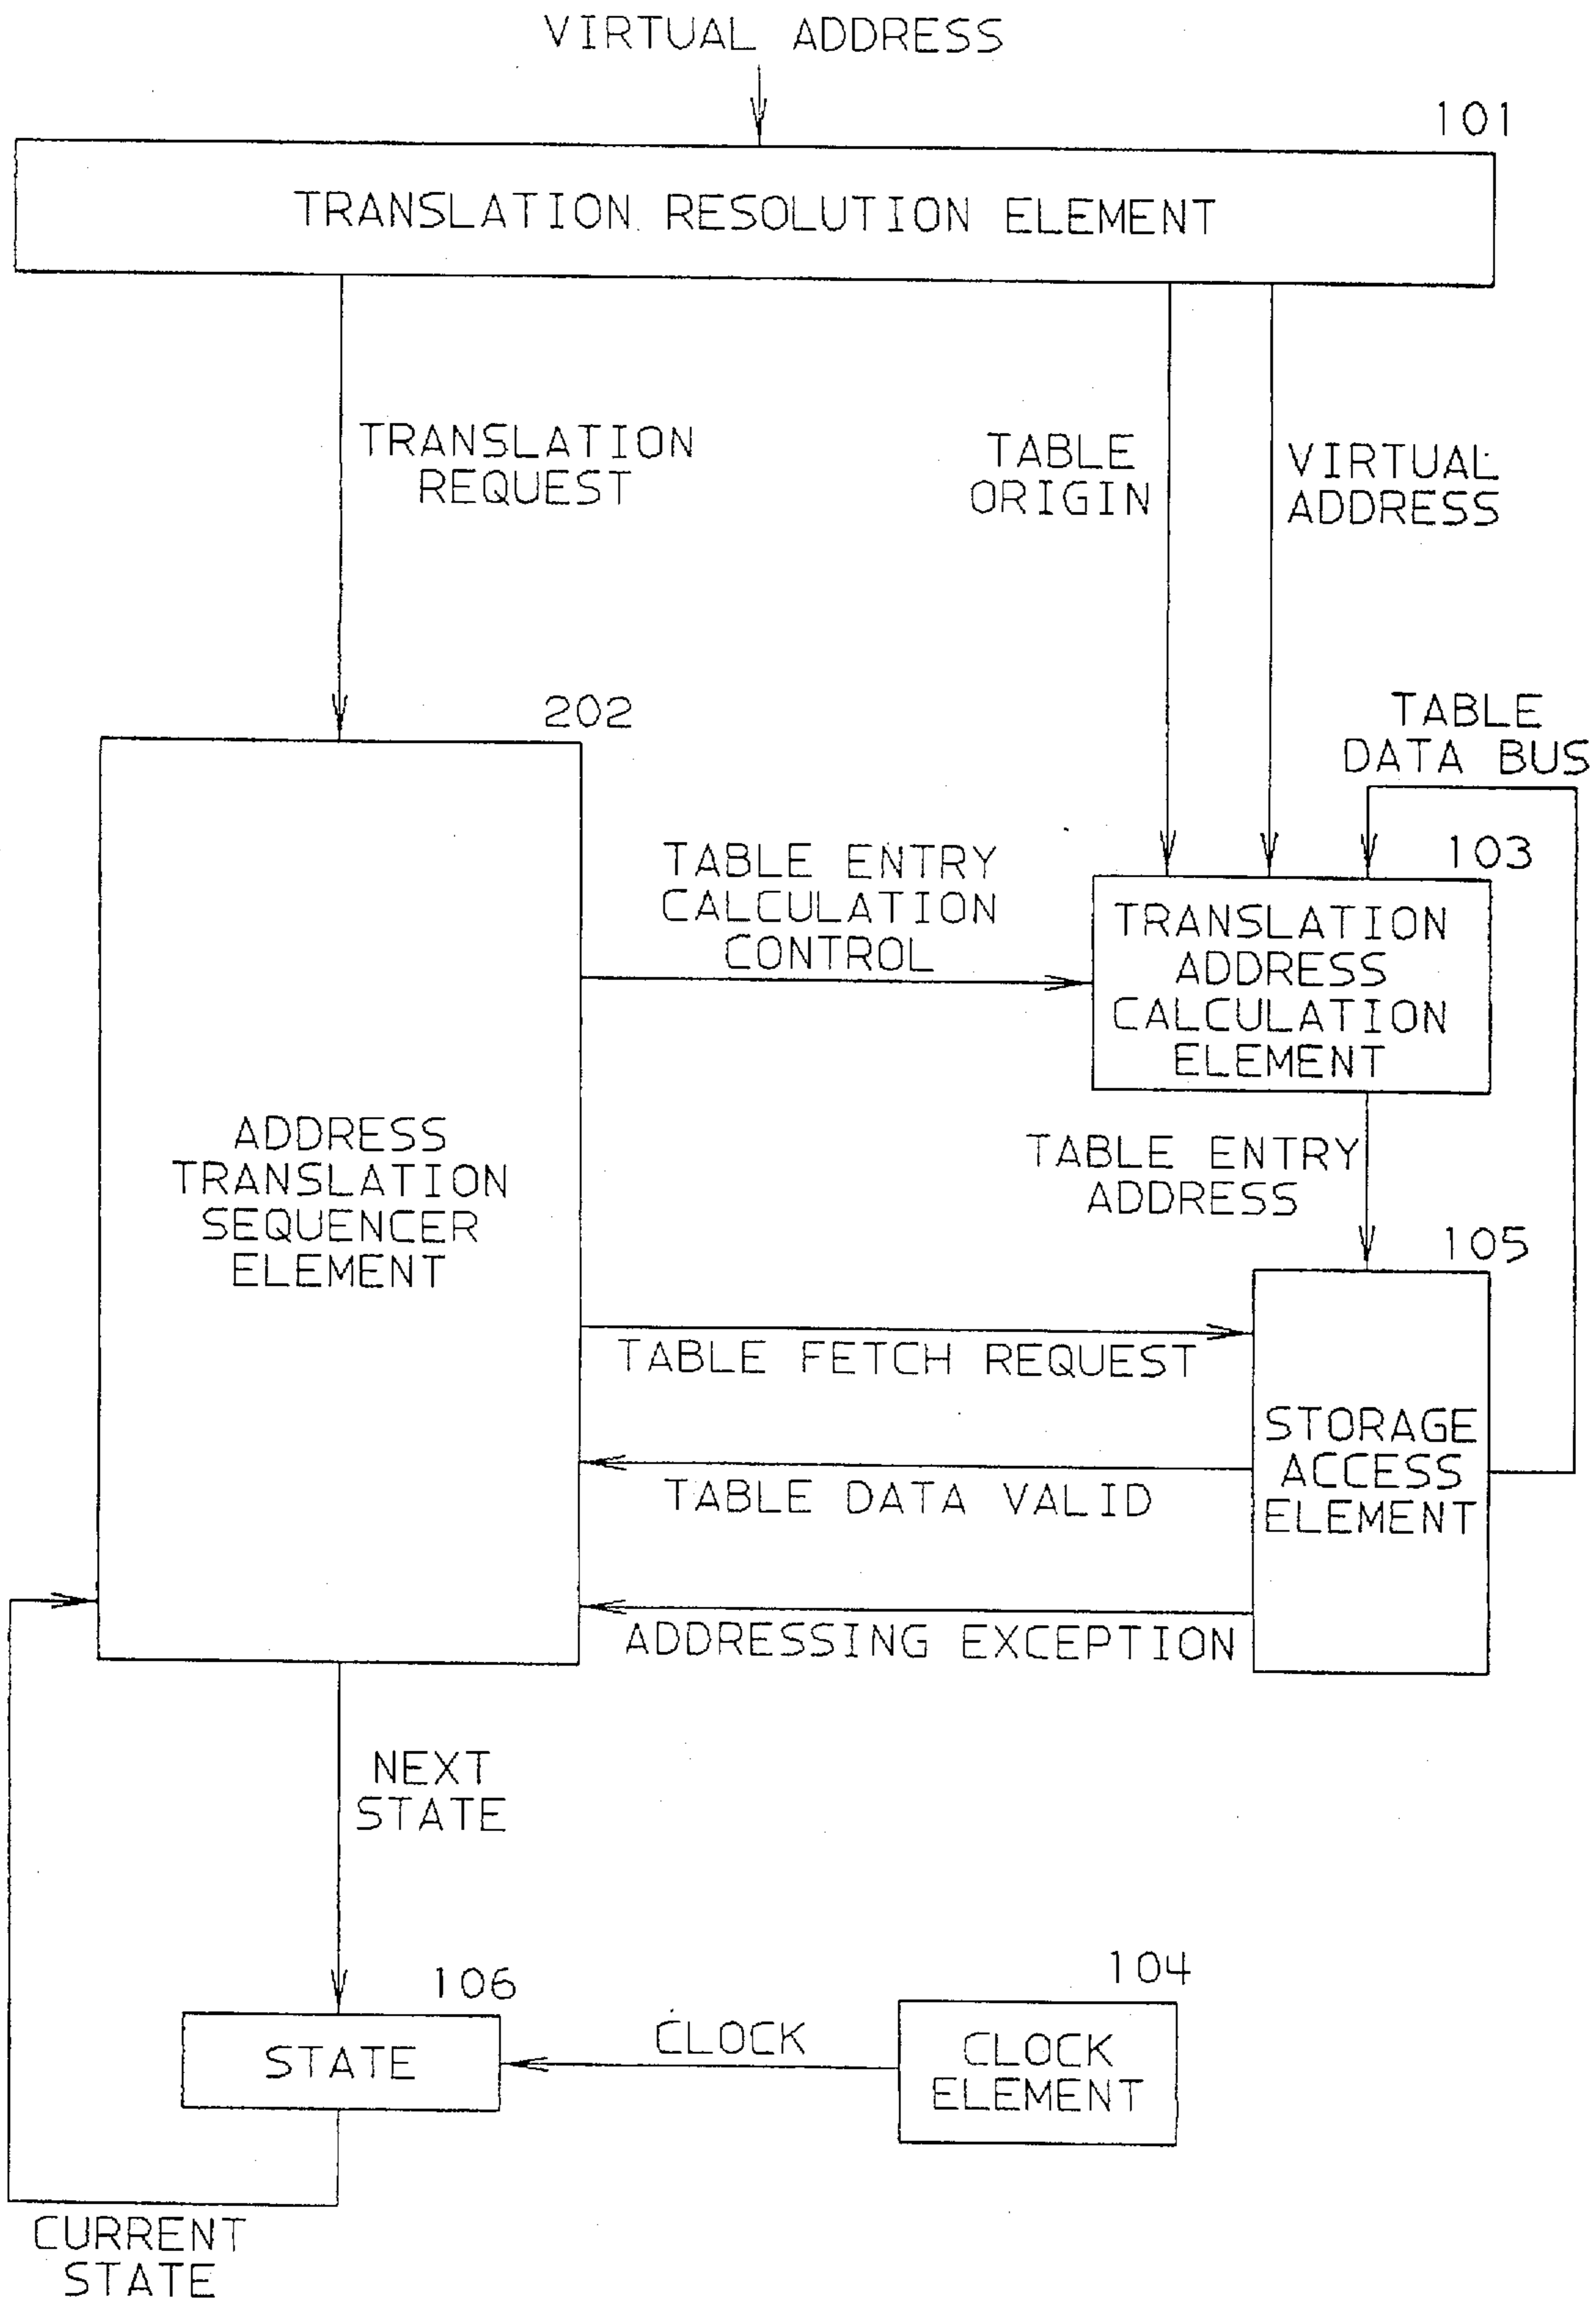 VIRTUAL ADDRESS
101
TRANSLATION RESOLUTION ELEMENT
TRANSLATION
REQUEST
TABLE
ORIGIN
VIRTUAL
ADDRESS
202
TABLE
DATA BUS
TABLE ENTRY
CALCULATION
CONTROL
103
TRANSLATION
ADDRESS
CALCULATION
ELEMENT
ADDRESS
TRANSLATION
SEQUENCER
ELEMENT
TABLE ENTRY
ADDRESS
105
TABLE FETCH REQUEST
STORAGE
ACCESS
ELEMENT
TABLE DATA VALID
ADDRESSING EXCEPTION
NEXT
STATE
106
104
STATE
CLOCK
CLOCK
ELEMENT
CURRENT
STATE